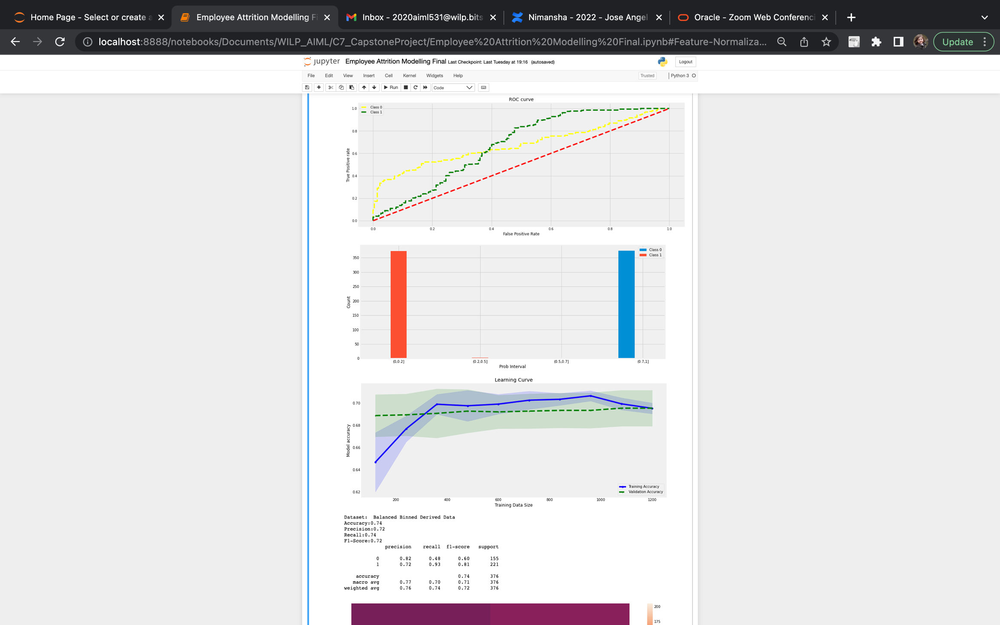 Home Page - Select or create a
Employee Attrition Modelling Fi
Inbox - 2020aiml531@wilp.bits
Nimansha - 2022 - Jose Angel
Oracle - Zoom Web Conferenci
localhost:8888/notebooks/Documents/WILP_AIML/C7_CapstoneProject/Employee%20Attrition%20Modelling%20Final.ipynb#Feature-Normaliza...
Update
jupyter Employee Attrition Modelling Final Last Checkpoint: Last Tuesday at 19:16 (autosaved)
Logout
File Edit View Insert Cell Kernel Widgets Help
Trusted
Python 3
Run
Code
ROC curve
Class 0
Class 1
1.0
0.8
0.6
0.4
0.2
0.0
True Positive rate
0.0 0.2 0.4 0.6 0.8 1.0
False Positive Rate
Class 0
Class 1
350
300
250
200
150
100
50
0
Count
(0,0.2] (0.2,0.5] (0.5,0.7] (0.7,1]
Prob Interval
Learning Curve
0.70
0.68
0.66
0.64
0.62
Model accuracy
Training Accuracy
Validation Accuracy
200 400 600 800 1000 1200
Training Data Size
Dataset:  Balanced Binned Derived Data
Accuracy:0.74
Precision:0.72
Recall:0.74
F1-Score:0.72
precision recall f1-score support
0 0.82 0.48 0.60 155
1 0.72 0.93 0.81 221
accuracy 0.74 376
macro avg 0.77 0.70 0.71 376
weighted avg 0.76 0.74 0.72 376
200
175